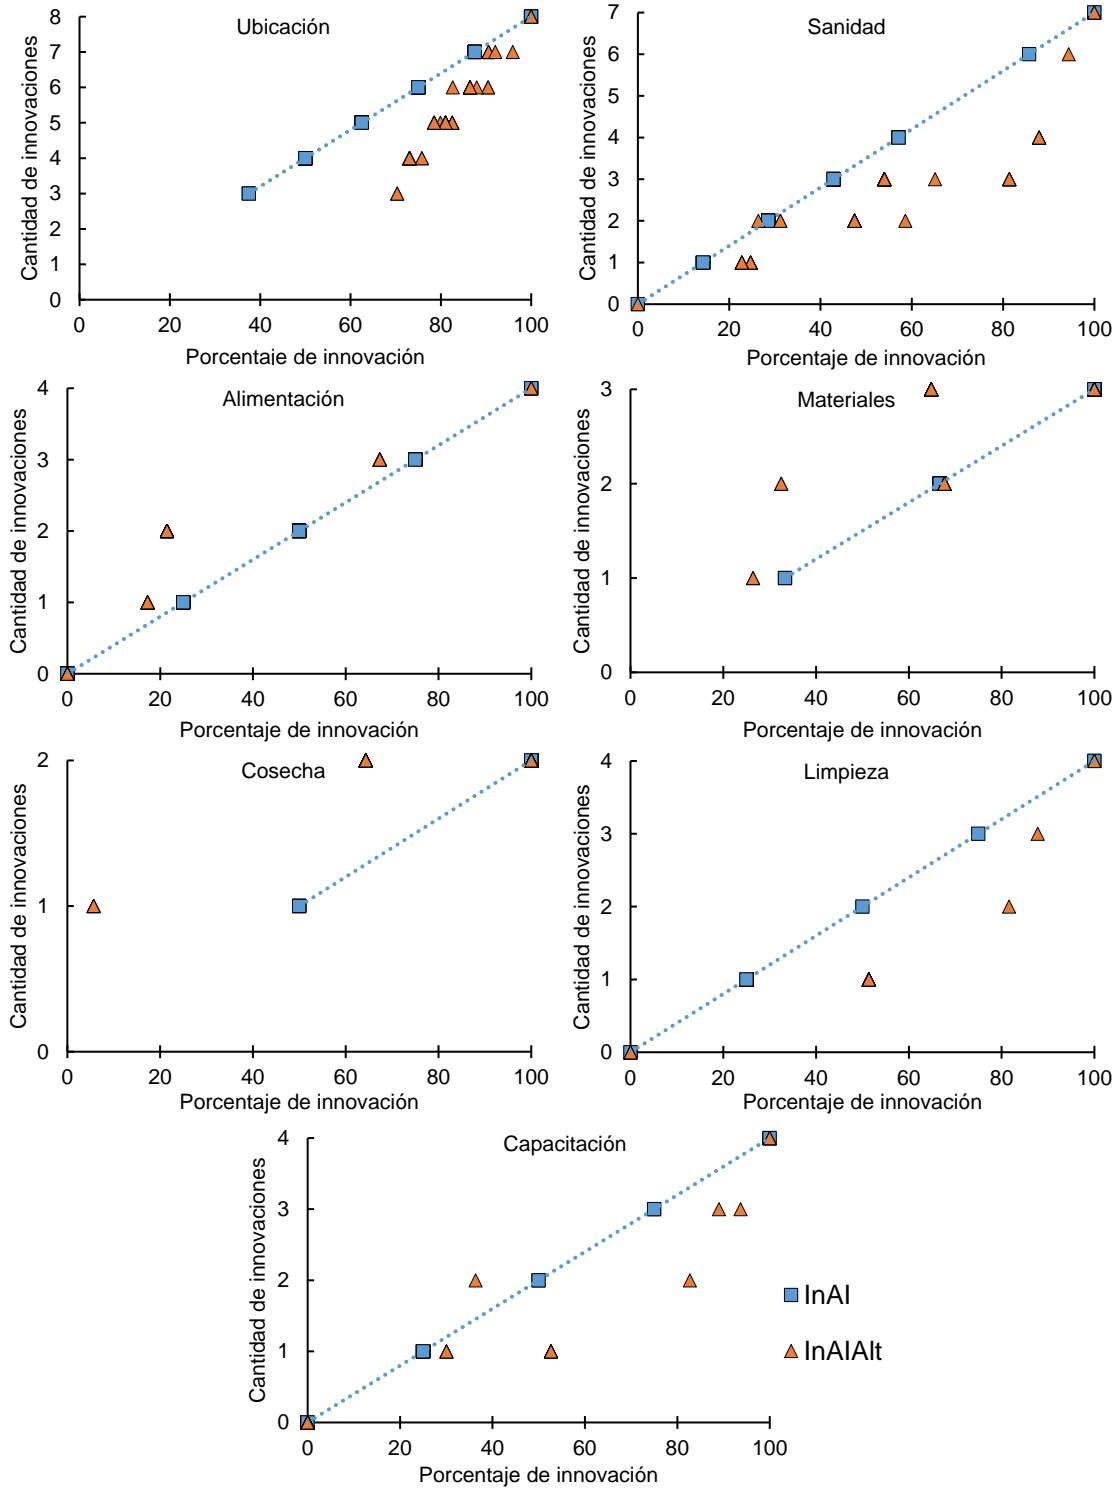 Ubicación
Cantidad de innovaciones
8
7
6
5
4
3
2
1
0
0 20 40 60 80 100
Porcentaje de innovación
Sanidad
Cantidad de innovaciones
7
6
5
4
3
2
1
0
0 20 40 60 80 100
Porcentaje de innovación
Alimentación
Cantidad de innovaciones
4
3
2
1
0
0 20 40 60 80 100
Porcentaje de innovación
Materiales
Cantidad de innovaciones
3
2
1
0
0 20 40 60 80 100
Porcentaje de innovación
Cosecha
Cantidad de innovaciones
2
1
0
0 20 40 60 80 100
Porcentaje de innovación
Limpieza
Cantidad de innovaciones
4
3
2
1
0
0 20 40 60 80 100
Porcentaje de innovación
Capacitación
Cantidad de innovaciones
4
3
2
1
0
0 20 40 60 80 100
Porcentaje de innovación
InAI
InAIAlt